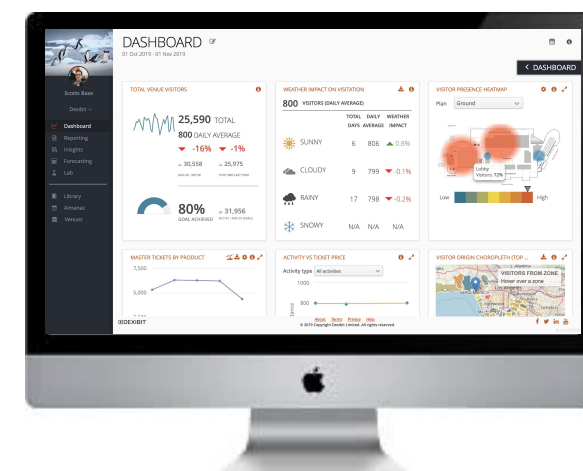 DASHBOARD
01 Oct 2019 - 01 Nov 2019
< DASHBOARD
Scotts Base
Dexibit
Dashboard
Reporting
Insights
Forecasting
Lab
Library
Almanac
Venues
TOTAL VENUE VISITORS
25,590 TOTAL
800 DAILY AVERAGE
-16% -1%
30,558 25,975
80% 31,956
GOAL ACHIEVED
WEATHER IMPACT ON VISITATION
800 VISITORS (DAILY AVERAGE)
TOTAL DAILY WEATHER
DAYS AVERAGE IMPACT
SUNNY 6 806 0.8%
CLOUDY 9 799 -0.1%
RAINY 17 798 -0.2%
SNOWY N/A N/A N/A
VISITOR PRESENCE HEATMAP
Plan Ground
Lobby
Visitors: 72%
Low High
MASTER TICKETS BY PRODUCT
7,500
5,000
ACTIVITY VS TICKET PRICE
Activity type All activities
1000
800
VISITOR ORIGIN CHOROPLETH (TOP ...
VISITORS FROM ZONE
Hover over a zone
Los Angeles
DEXIBIT
About Terms Privacy Help
© 2019 Copyright Dexibit Limited. All rights reserved.